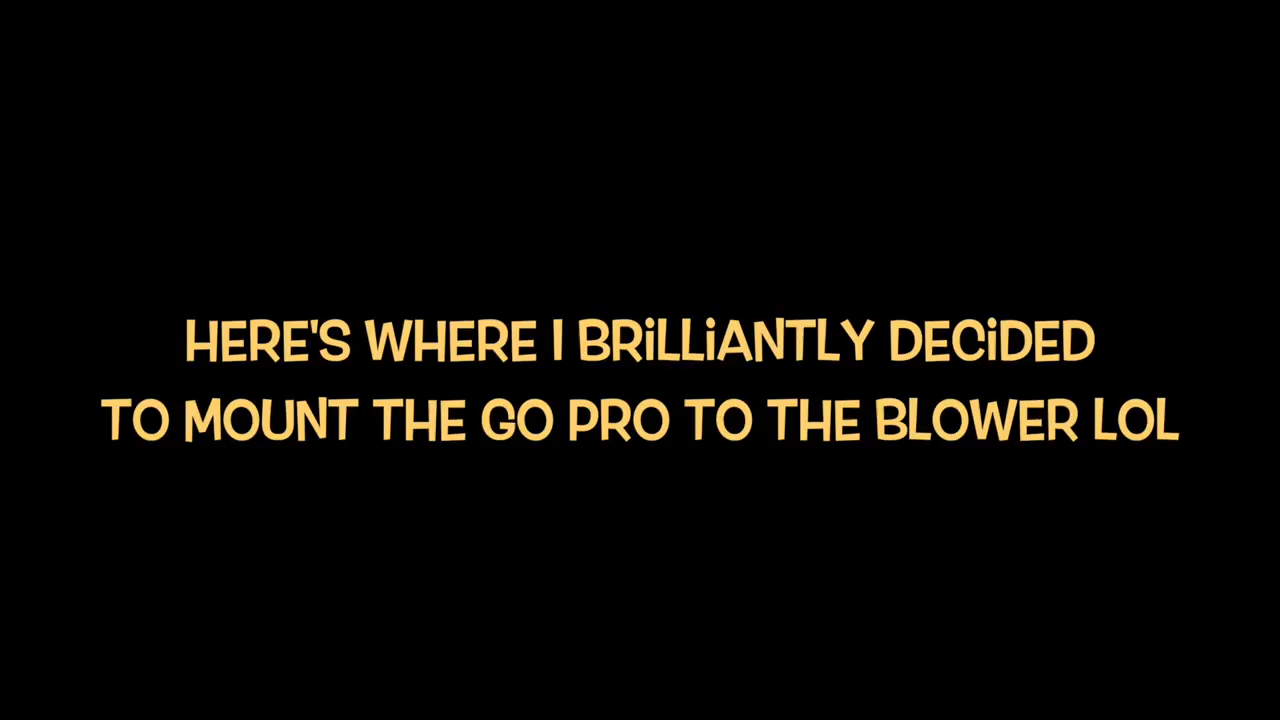 HERE'S WHERE I BRiLLiANTLY DECiDED
TO MOUNT THE GO PRO TO THE BLOWER LOL